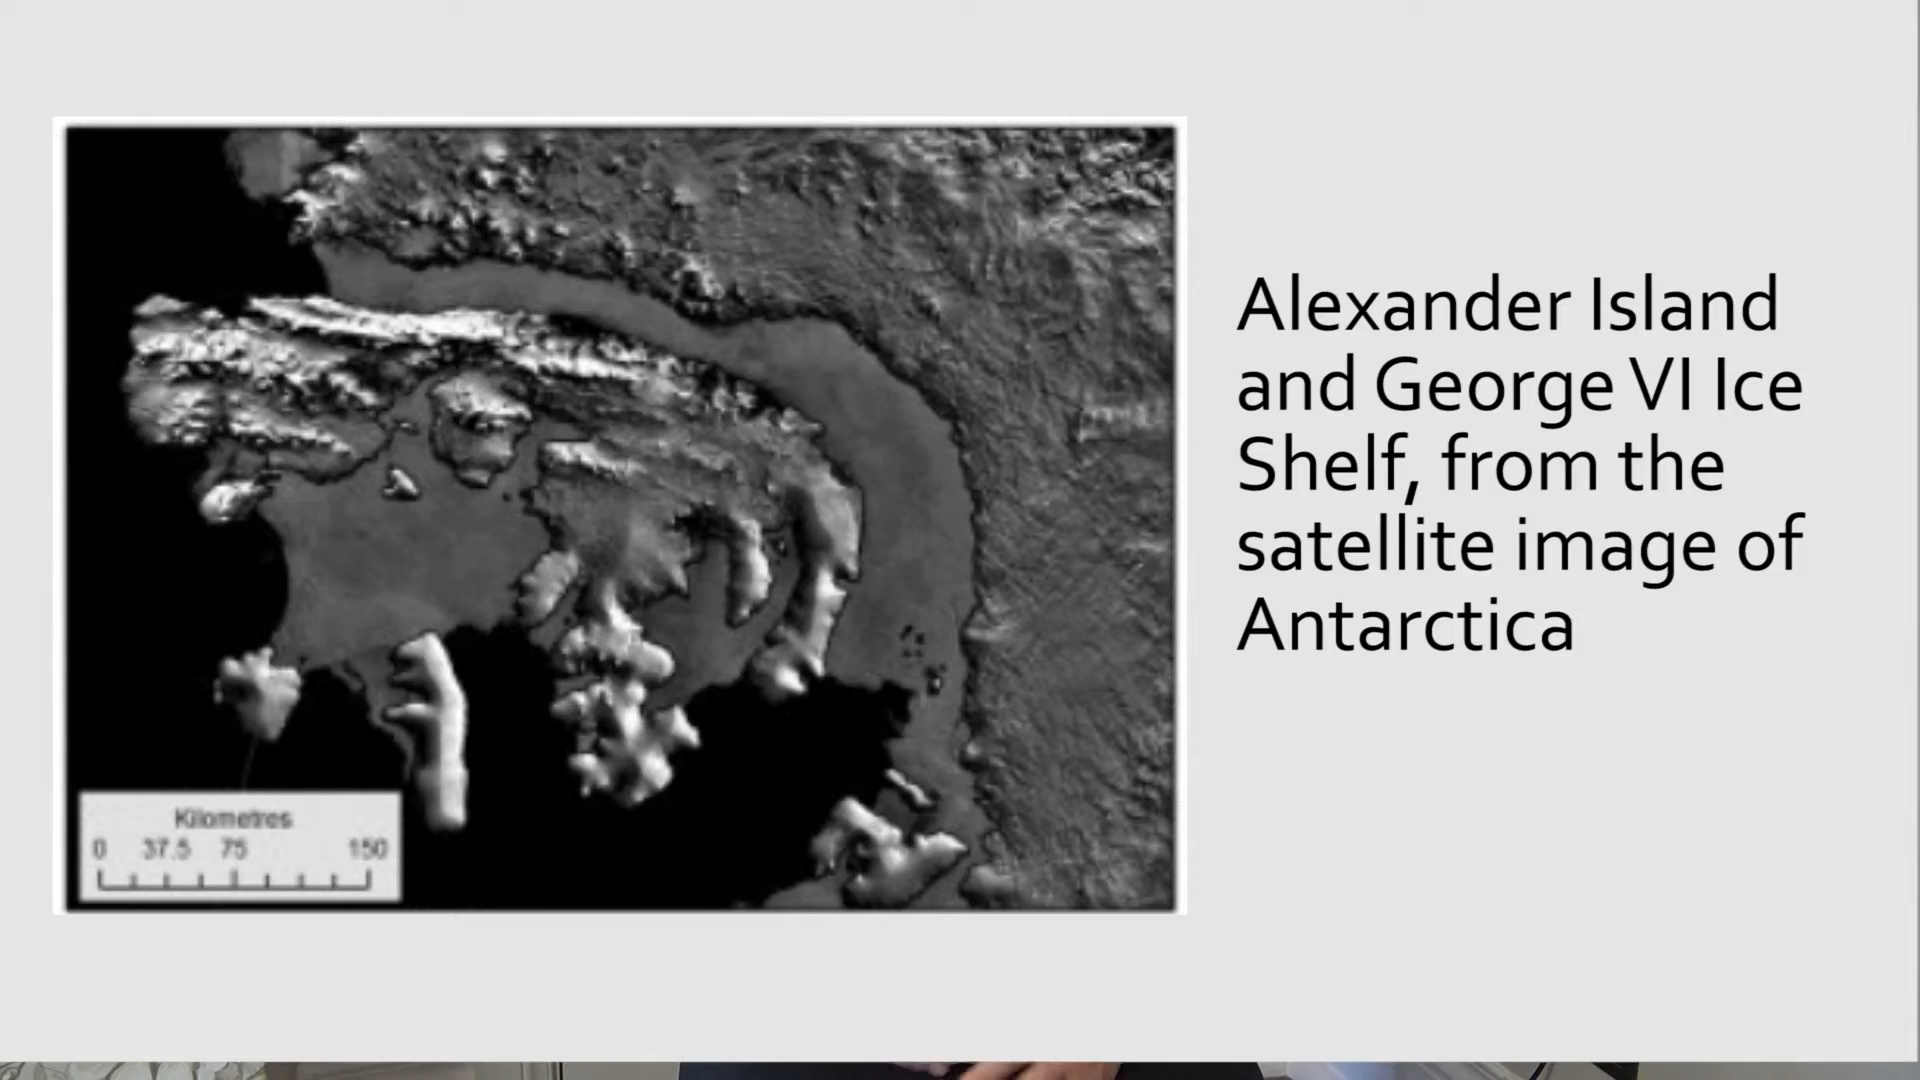 Alexander Island
and George VI Ice
Shelf, from the
satellite image of
Antarctica
Kilometres
0 37.5 75 150